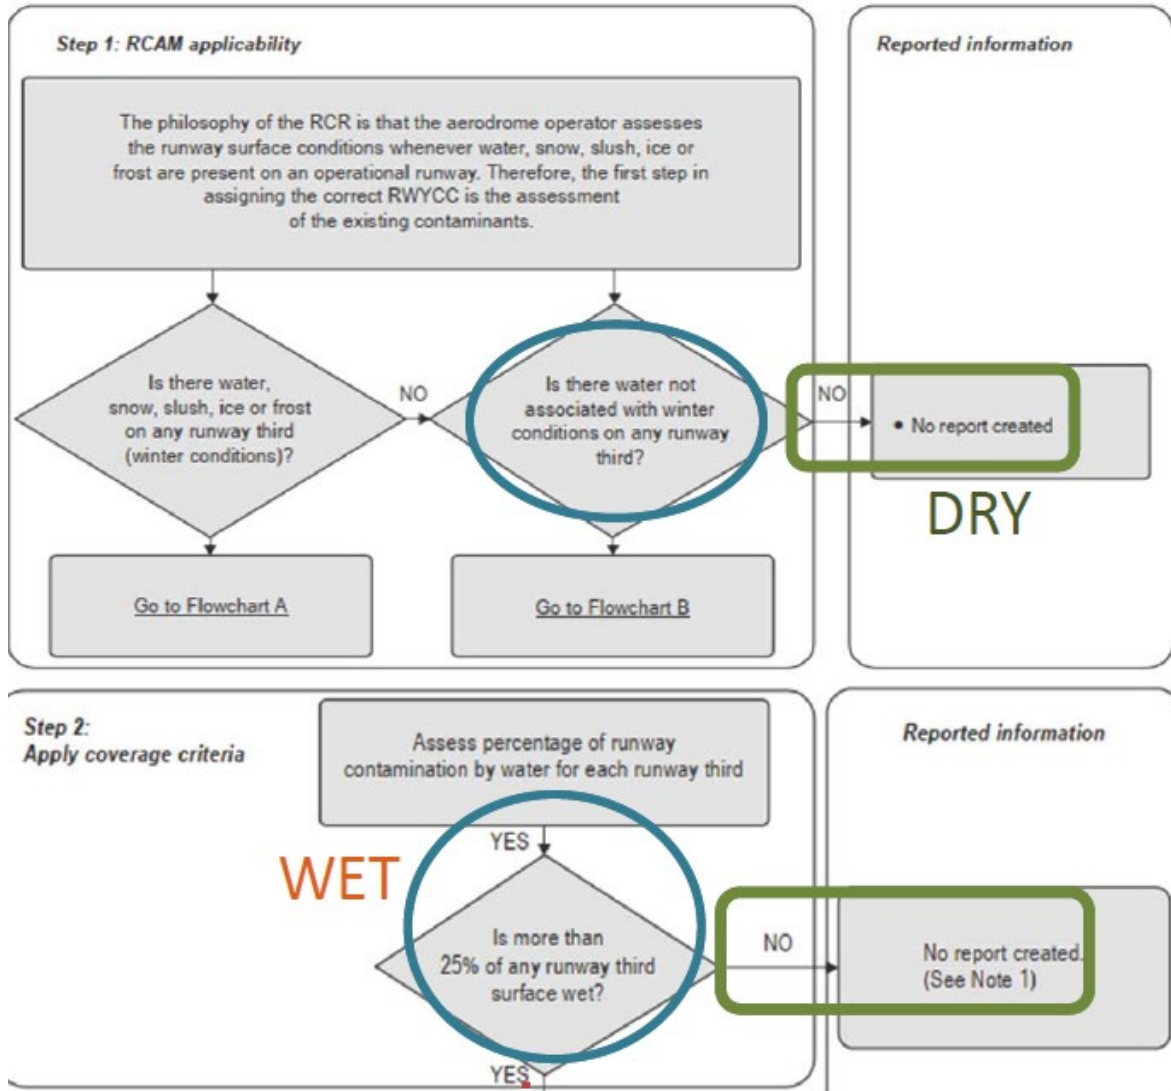 Step 1: RCAM applicability
Reported information
The philosophy of the RCR is that the aerodrome operator assesses
the runway surface conditions whenever water, snow, slush, ice or
frost are present on an operational runway. Therefore, the first step in
assigning the correct RWYCC is the assessment
of the existing contaminants.
Is there water,
snow, slush, ice or frost
on any runway third
(winter conditions)?
NO
Is there water not
associated with winter
conditions on any runway
third?
NO
• No report created
DRY
Go to Flowchart A
Go to Flowchart B
Step 2:
Apply coverage criteria
Assess percentage of runway
contamination by water for each runway third
Reported information
YES
WET
Is more than
25% of any runway third
surface wet?
NO
No report created.
(See Note 1)
YES